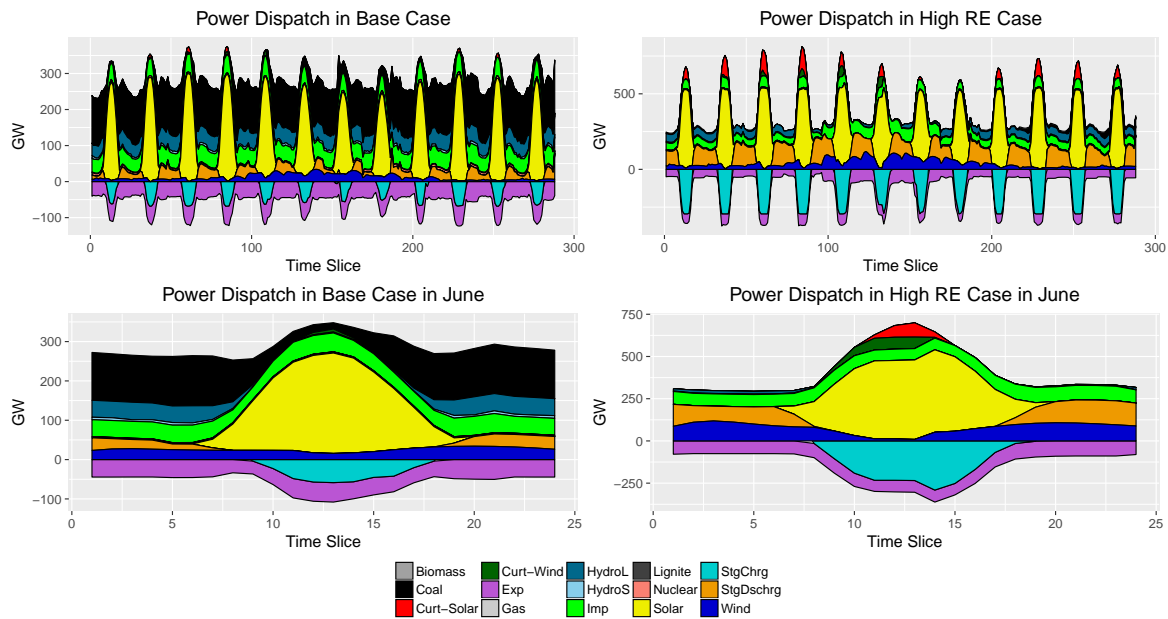 Power Dispatch in Base Case
Power Dispatch in High RE Case
GW
300
200
100
0
−100
0
100
200
300
Time Slice
GW
500
0
0
100
200
300
Time Slice
Power Dispatch in Base Case in June
Power Dispatch in High RE Case in June
GW
300
200
100
0
−100
0
5
10
15
20
25
Time Slice
GW
750
500
250
0
−250
0
5
10
15
20
25
Time Slice
Biomass
Curt−Wind
HydroL
Lignite
StgChrg
Coal
Exp
HydroS
Nuclear
StgDschrg
Curt−Solar
Gas
Imp
Solar
Wind